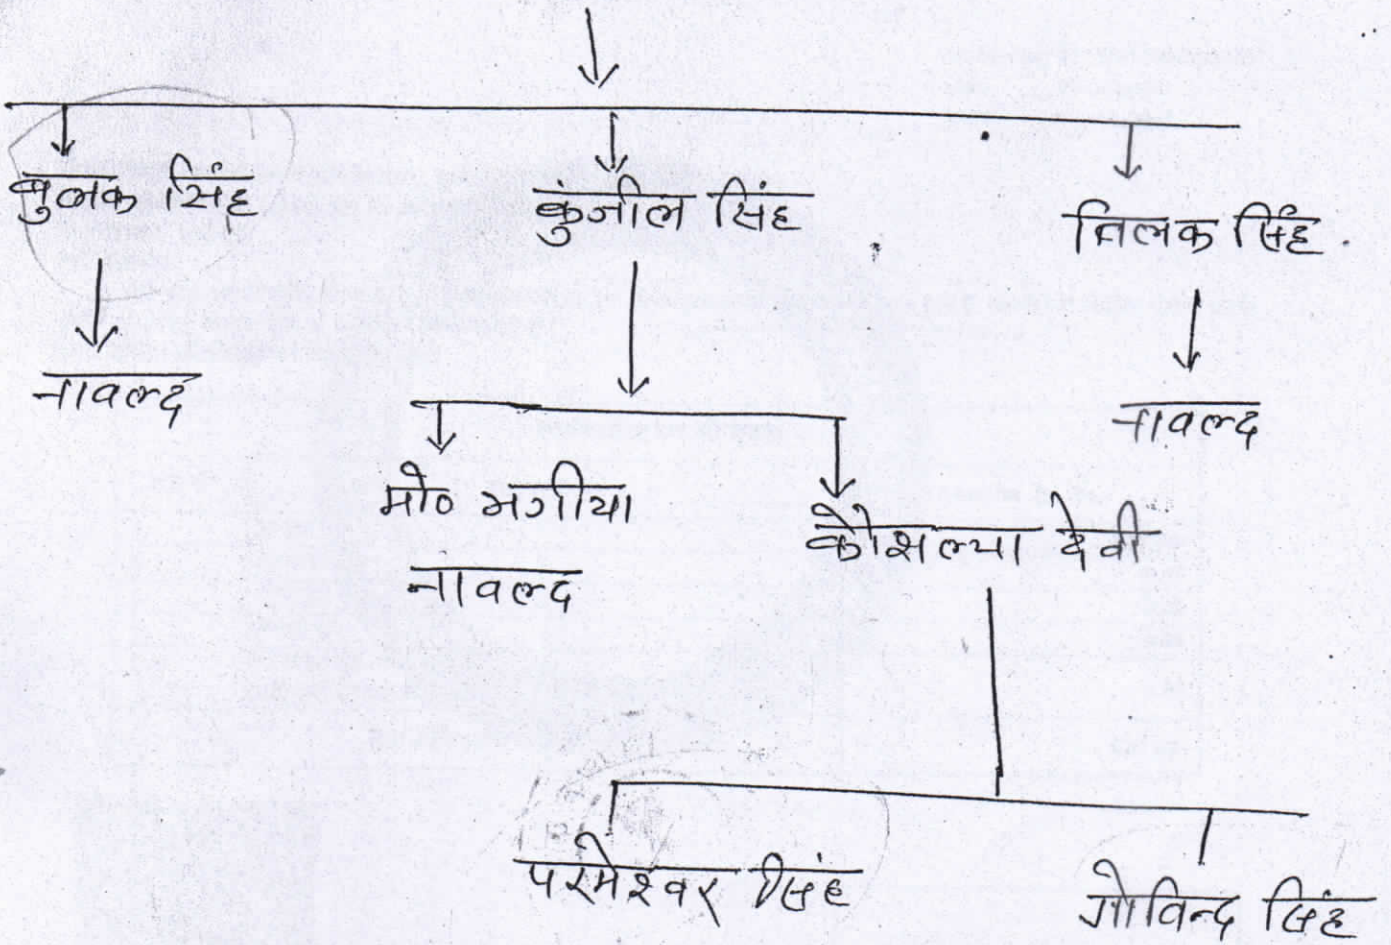 बुलक सिंह
कुंजील सिंह
तिलक सिंह.
नावल्द
नावल्द
मो० भगीया
नावल्द
कौशल्या देवी
परमेश्वर सिंह
गोविन्द सिंह